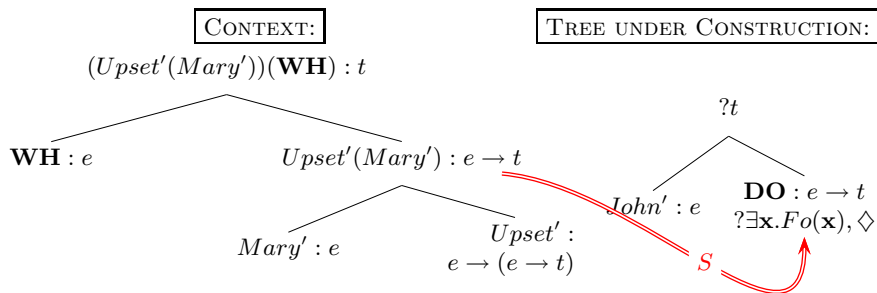 CONTEXT: TREE UNDER CONSTRUCTION:
(Upset′(Mary′))(WH) : t
?t
WH : e Upset′(Mary′) : e → t
John′ : e DO : e → t
?∃x.Fo(x), ♢
Mary′ : e Upset′ :
e → (e → t)
S